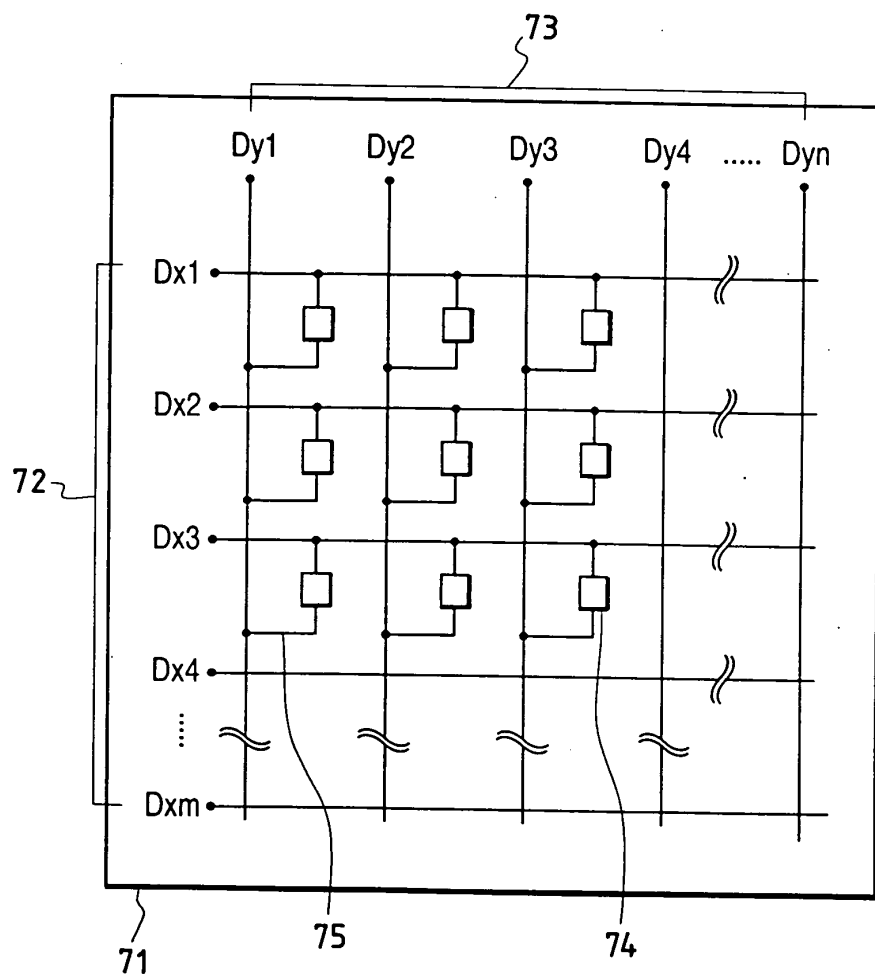 73
Dy1 Dy2 Dy3 Dy4 ..... Dyn
Dx1
Dx2
72
Dx3
Dx4
......
Dxm
71
75
74